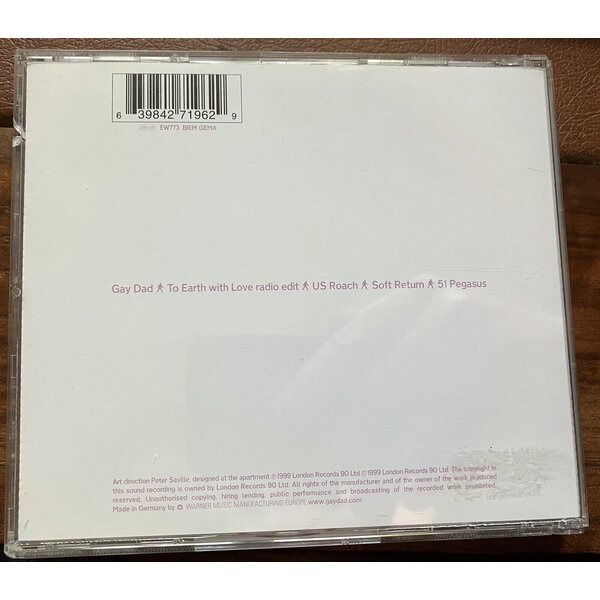 6 39842 71962 9
EW773 BIEM GEMA
Gay Dad To Earth with Love radio edit US Roach Soft Return 51 Pegasus
Art direction Peter Saville, designed at the apartment ℗1999 London Records 90 Ltd ©1999 London Records 90 Ltd. The copyright in
this sound recording is owned by London Records 90 Ltd. All rights of the manufacturer and of the owner of the work produced
reserved. Unauthorised copying, hiring lending, public performance and broadcasting of the recorded work prohibited.
Made in Germany by WARNER MUSIC MANUFACTURING EUROPE www.gaydad.com